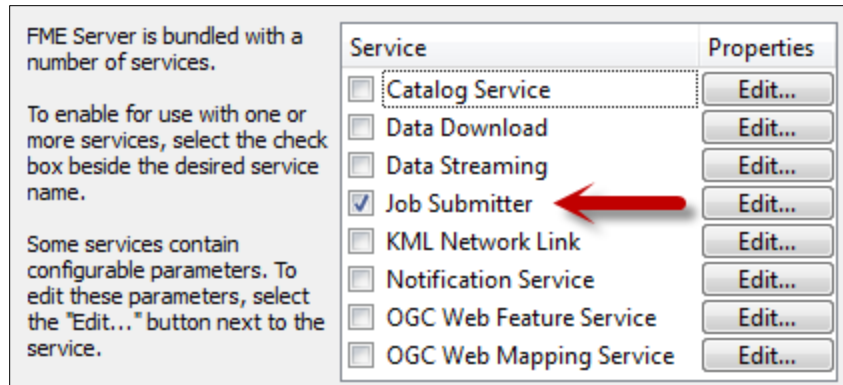 FME Server is bundled with a
number of services.
To enable for use with one or
more services, select the check
box beside the desired service
name.
Some services contain
configurable parameters. To
edit these parameters, select
the "Edit..." button next to the
service.
Service Properties
Catalog Service Edit...
Data Download Edit...
Data Streaming Edit...
Job Submitter Edit...
KML Network Link Edit...
Notification Service Edit...
OGC Web Feature Service Edit...
OGC Web Mapping Service Edit...